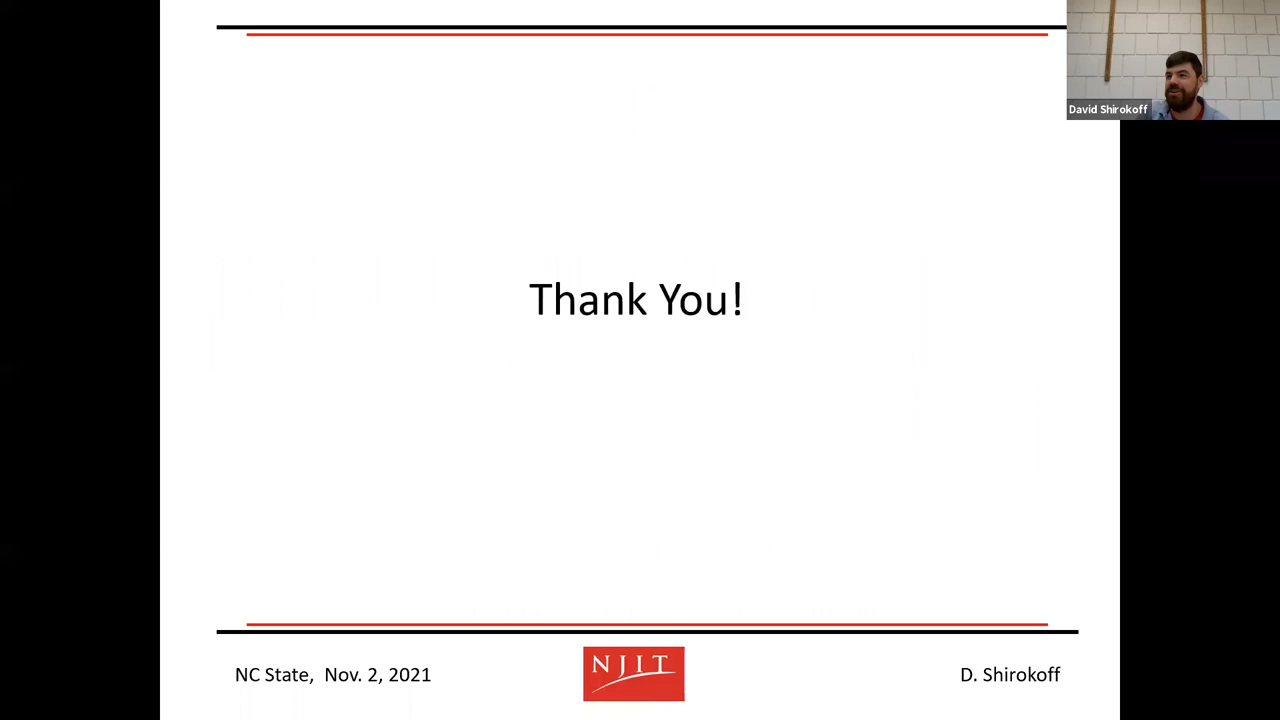 David Shirokoff
Thank You!
NC State, Nov. 2, 2021
NJIT
D. Shirokoff